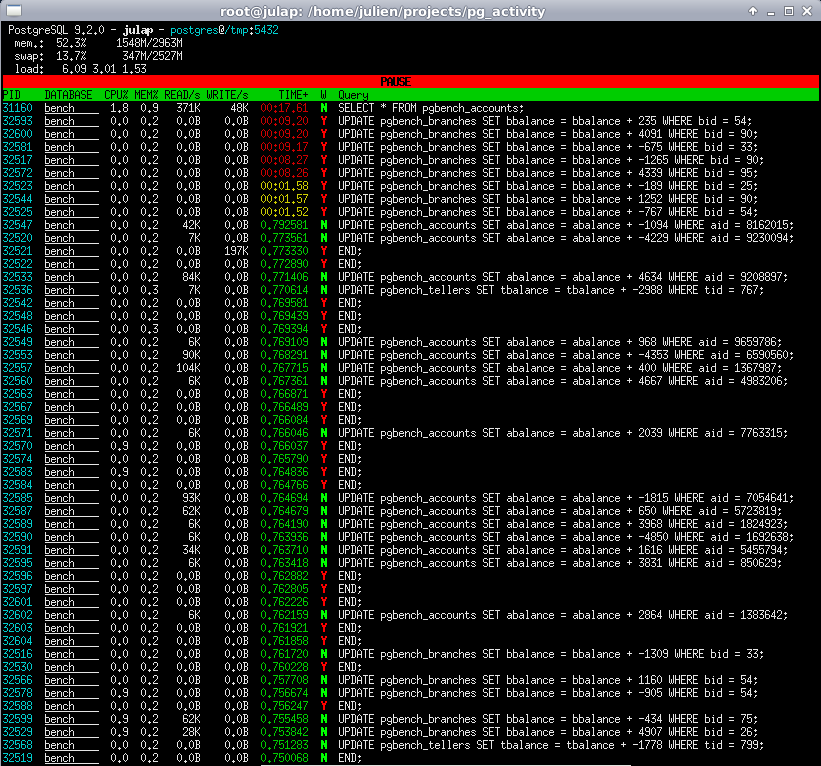 root@julap: /home/julien/projects/pg_activity
PostgreSQL 9.2.0 - julap - postgres@/tmp:5432
mem.: 52.3% 1548M/2963M
swap: 13.7% 347M/2527M
load: 6.09 3.01 1.53
PAUSE
PID DATABASE CPU% MEM% READ/s WRITE/s TIME+ W Query
31160 bench 1.8 0.9 371K 48K 00:17.61 N SELECT * FROM pgbench_accounts;
32593 bench 0.0 0.2 0.0B 0.0B 00:09.20 Y UPDATE pgbench_branches SET bbalance = bbalance + 235 WHERE bid = 54;
32600 bench 0.0 0.2 0.0B 0.0B 00:09.20 Y UPDATE pgbench_branches SET bbalance = bbalance + 4091 WHERE bid = 90;
32581 bench 0.0 0.2 0.0B 0.0B 00:09.17 Y UPDATE pgbench_branches SET bbalance = bbalance + -675 WHERE bid = 33;
32517 bench 0.0 0.2 0.0B 0.0B 00:08.27 Y UPDATE pgbench_branches SET bbalance = bbalance + -1265 WHERE bid = 90;
32572 bench 0.0 0.2 0.0B 0.0B 00:08.26 Y UPDATE pgbench_branches SET bbalance = bbalance + 4339 WHERE bid = 95;
32523 bench 0.0 0.2 0.0B 0.0B 00:01.58 Y UPDATE pgbench_branches SET bbalance = bbalance + -189 WHERE bid = 25;
32544 bench 0.0 0.2 0.0B 0.0B 00:01.57 Y UPDATE pgbench_branches SET bbalance = bbalance + 1252 WHERE bid = 90;
32525 bench 0.0 0.2 0.0B 0.0B 00:01.52 Y UPDATE pgbench_branches SET bbalance = bbalance + -767 WHERE bid = 54;
32547 bench 0.0 0.2 42K 0.0B 0.792581 N UPDATE pgbench_accounts SET abalance = abalance + -1094 WHERE aid = 8162015;
32520 bench 0.0 0.2 7K 0.0B 0.773561 N UPDATE pgbench_accounts SET abalance = abalance + -4229 WHERE aid = 9230094;
32521 bench 0.0 0.2 0.0B 197K 0.773330 Y END;
32522 bench 0.0 0.2 0.0B 0.0B 0.772890 Y END;
32533 bench 0.0 0.2 84K 0.0B 0.771406 N UPDATE pgbench_accounts SET abalance = abalance + 4634 WHERE aid = 9208897;
32536 bench 0.0 0.3 7K 0.0B 0.770614 N UPDATE pgbench_tellers SET tbalance = tbalance + -2988 WHERE tid = 767;
32542 bench 0.0 0.2 0.0B 0.0B 0.769581 Y END;
32548 bench 0.0 0.2 0.0B 0.0B 0.769439 Y END;
32546 bench 0.0 0.3 0.0B 0.0B 0.769394 Y END;
32549 bench 0.0 0.2 6K 0.0B 0.769109 N UPDATE pgbench_accounts SET abalance = abalance + 968 WHERE aid = 9659786;
32553 bench 0.0 0.2 90K 0.0B 0.768291 N UPDATE pgbench_accounts SET abalance = abalance + -4353 WHERE aid = 6590560;
32557 bench 0.0 0.2 104K 0.0B 0.767715 N UPDATE pgbench_accounts SET abalance = abalance + 400 WHERE aid = 1367987;
32560 bench 0.0 0.2 6K 0.0B 0.767361 N UPDATE pgbench_accounts SET abalance = abalance + 4667 WHERE aid = 4983206;
32563 bench 0.0 0.2 0.0B 0.0B 0.766871 Y END;
32567 bench 0.0 0.2 0.0B 0.0B 0.766489 Y END;
32569 bench 0.0 0.2 0.0B 0.0B 0.766084 Y END;
32571 bench 0.0 0.2 6K 0.0B 0.766046 N UPDATE pgbench_accounts SET abalance = abalance + 2039 WHERE aid = 7763315;
32570 bench 0.9 0.2 0.0B 0.0B 0.766037 Y END;
32574 bench 0.0 0.2 0.0B 0.0B 0.765790 Y END;
32583 bench 0.9 0.2 0.0B 0.0B 0.764836 Y END;
32584 bench 0.0 0.2 0.0B 0.0B 0.764766 Y END;
32585 bench 0.0 0.2 93K 0.0B 0.764694 N UPDATE pgbench_accounts SET abalance = abalance + -1815 WHERE aid = 7054641;
32587 bench 0.0 0.2 62K 0.0B 0.764679 N UPDATE pgbench_accounts SET abalance = abalance + 650 WHERE aid = 5723819;
32589 bench 0.0 0.2 6K 0.0B 0.764190 N UPDATE pgbench_accounts SET abalance = abalance + 3968 WHERE aid = 1824923;
32590 bench 0.0 0.2 6K 0.0B 0.763936 N UPDATE pgbench_accounts SET abalance = abalance + -4850 WHERE aid = 1692638;
32591 bench 0.0 0.2 34K 0.0B 0.763710 N UPDATE pgbench_accounts SET abalance = abalance + 1616 WHERE aid = 5455794;
32595 bench 0.0 0.2 6K 0.0B 0.763418 N UPDATE pgbench_accounts SET abalance = abalance + 3831 WHERE aid = 850629;
32596 bench 0.0 0.2 0.0B 0.0B 0.762882 Y END;
32597 bench 0.0 0.2 0.0B 0.0B 0.762805 Y END;
32601 bench 0.0 0.2 0.0B 0.0B 0.762226 Y END;
32602 bench 0.0 0.2 6K 0.0B 0.762159 N UPDATE pgbench_accounts SET abalance = abalance + 2864 WHERE aid = 1383642;
32603 bench 0.0 0.2 0.0B 0.0B 0.761921 Y END;
32604 bench 0.0 0.2 0.0B 0.0B 0.761858 Y END;
32516 bench 0.0 0.2 0.0B 0.0B 0.761720 N UPDATE pgbench_branches SET bbalance = bbalance + -1309 WHERE bid = 33;
32530 bench 0.0 0.2 0.0B 0.0B 0.760228 Y END;
32566 bench 0.0 0.2 0.0B 0.0B 0.757708 N UPDATE pgbench_branches SET bbalance = bbalance + 1160 WHERE bid = 54;
32578 bench 0.9 0.2 0.0B 0.0B 0.756674 N UPDATE pgbench_branches SET bbalance = bbalance + -905 WHERE bid = 54;
32588 bench 0.0 0.2 0.0B 0.0B 0.756247 Y END;
32599 bench 0.9 0.2 62K 0.0B 0.755458 N UPDATE pgbench_branches SET bbalance = bbalance + -434 WHERE bid = 75;
32529 bench 0.9 0.2 28K 0.0B 0.753842 N UPDATE pgbench_branches SET bbalance = bbalance + 4907 WHERE bid = 26;
32568 bench 0.0 0.2 0.0B 0.0B 0.751283 N UPDATE pgbench_tellers SET tbalance = tbalance + -1778 WHERE tid = 799;
32519 bench 0.0 0.2 0.0B 0.0B 0.750068 N END;